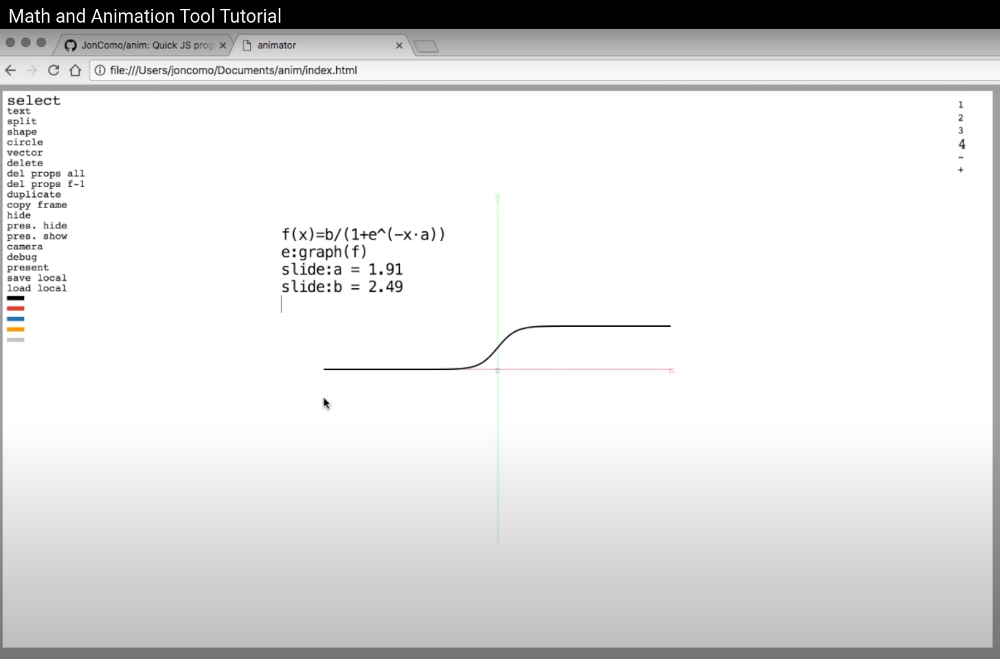 Math and Animation Tool Tutorial
JonComo/anim: Quick JS prog
animator
file:///Users/joncomo/Documents/anim/index.html
select
text
split
shape
circle
vector
delete
del props all
del props f-1
duplicate
copy frame
hide
pres. hide
pres. show
camera
debug
present
save local
load local
1
2
3
4
-
+
f(x)=b/(1+e^(-x·a))
e:graph(f)
slide:a = 1.91
slide:b = 2.49
y
z
x